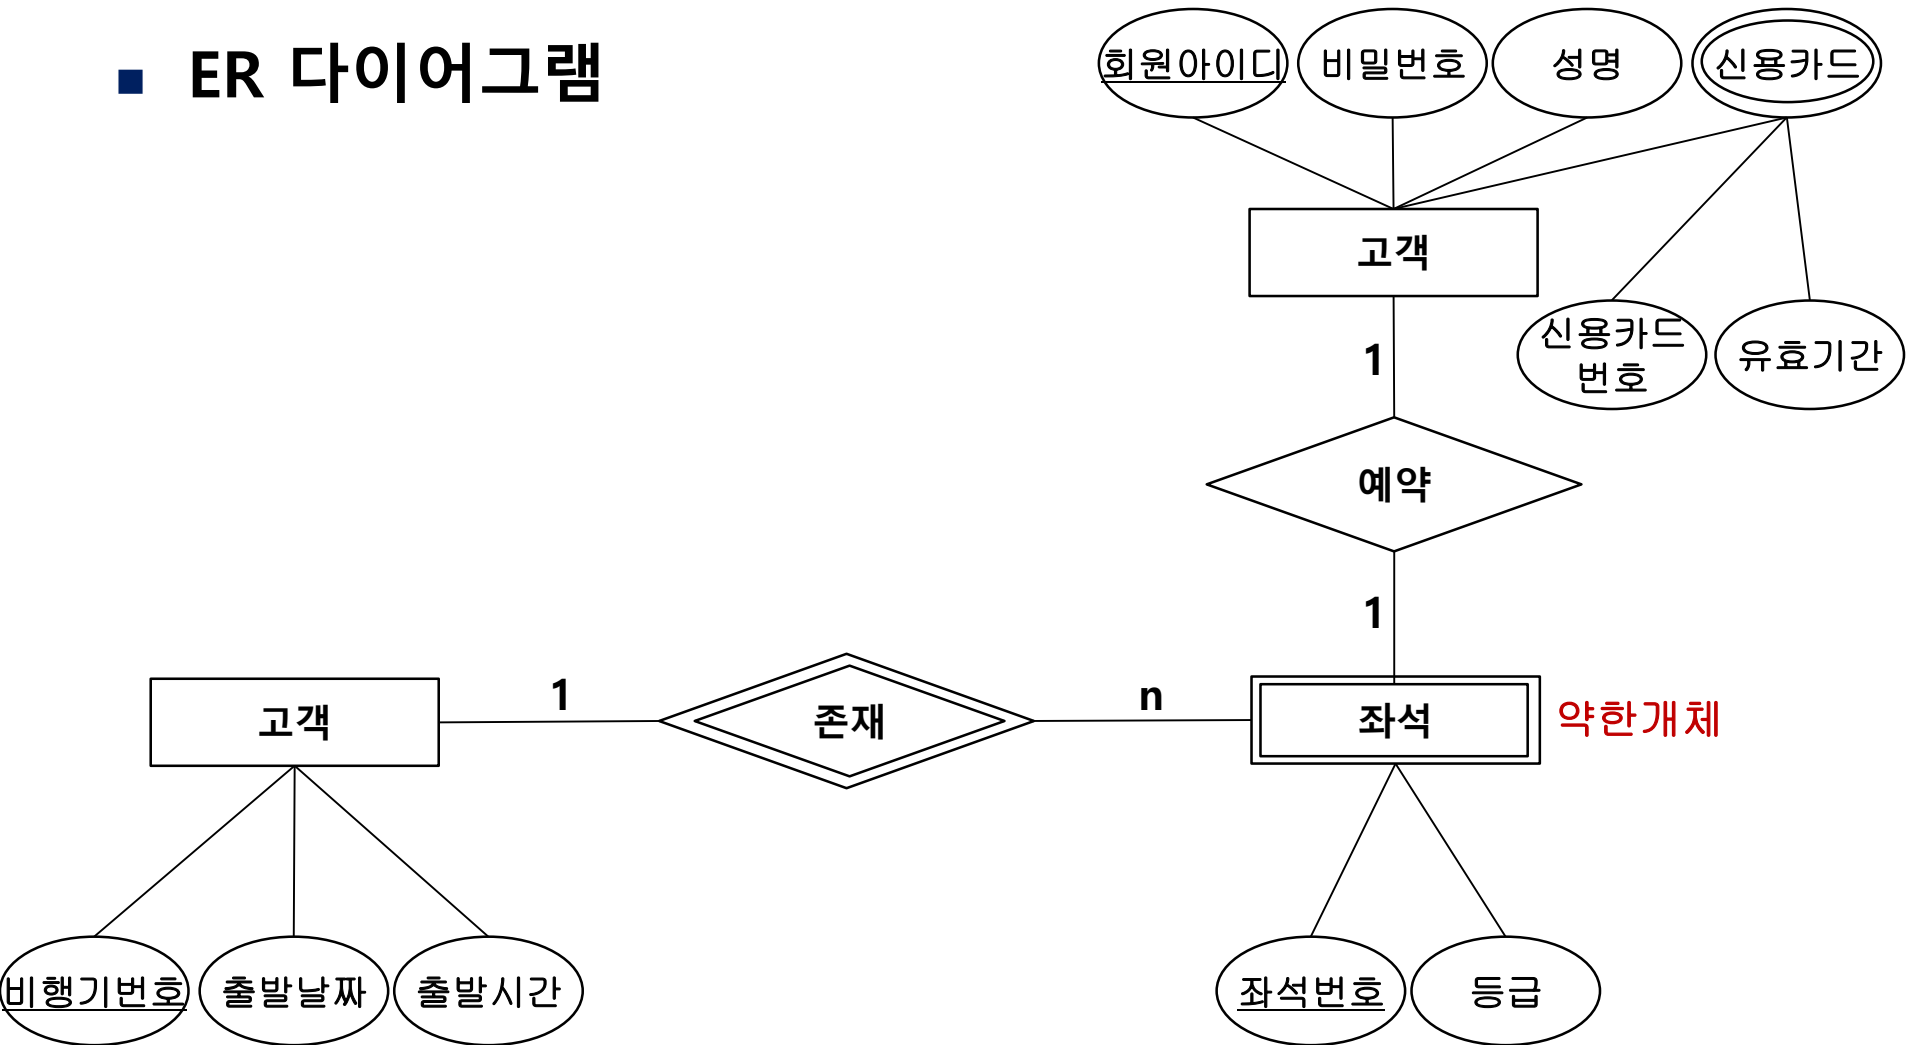 ER 다이어그램
회원아이디
비밀번호
성명
신용카드
고객
신용카드
번호
유효기간
1
예약
1
고객
1
존재
n
좌석
약한개체
비행기번호
출발날짜
출발시간
좌석번호
등급